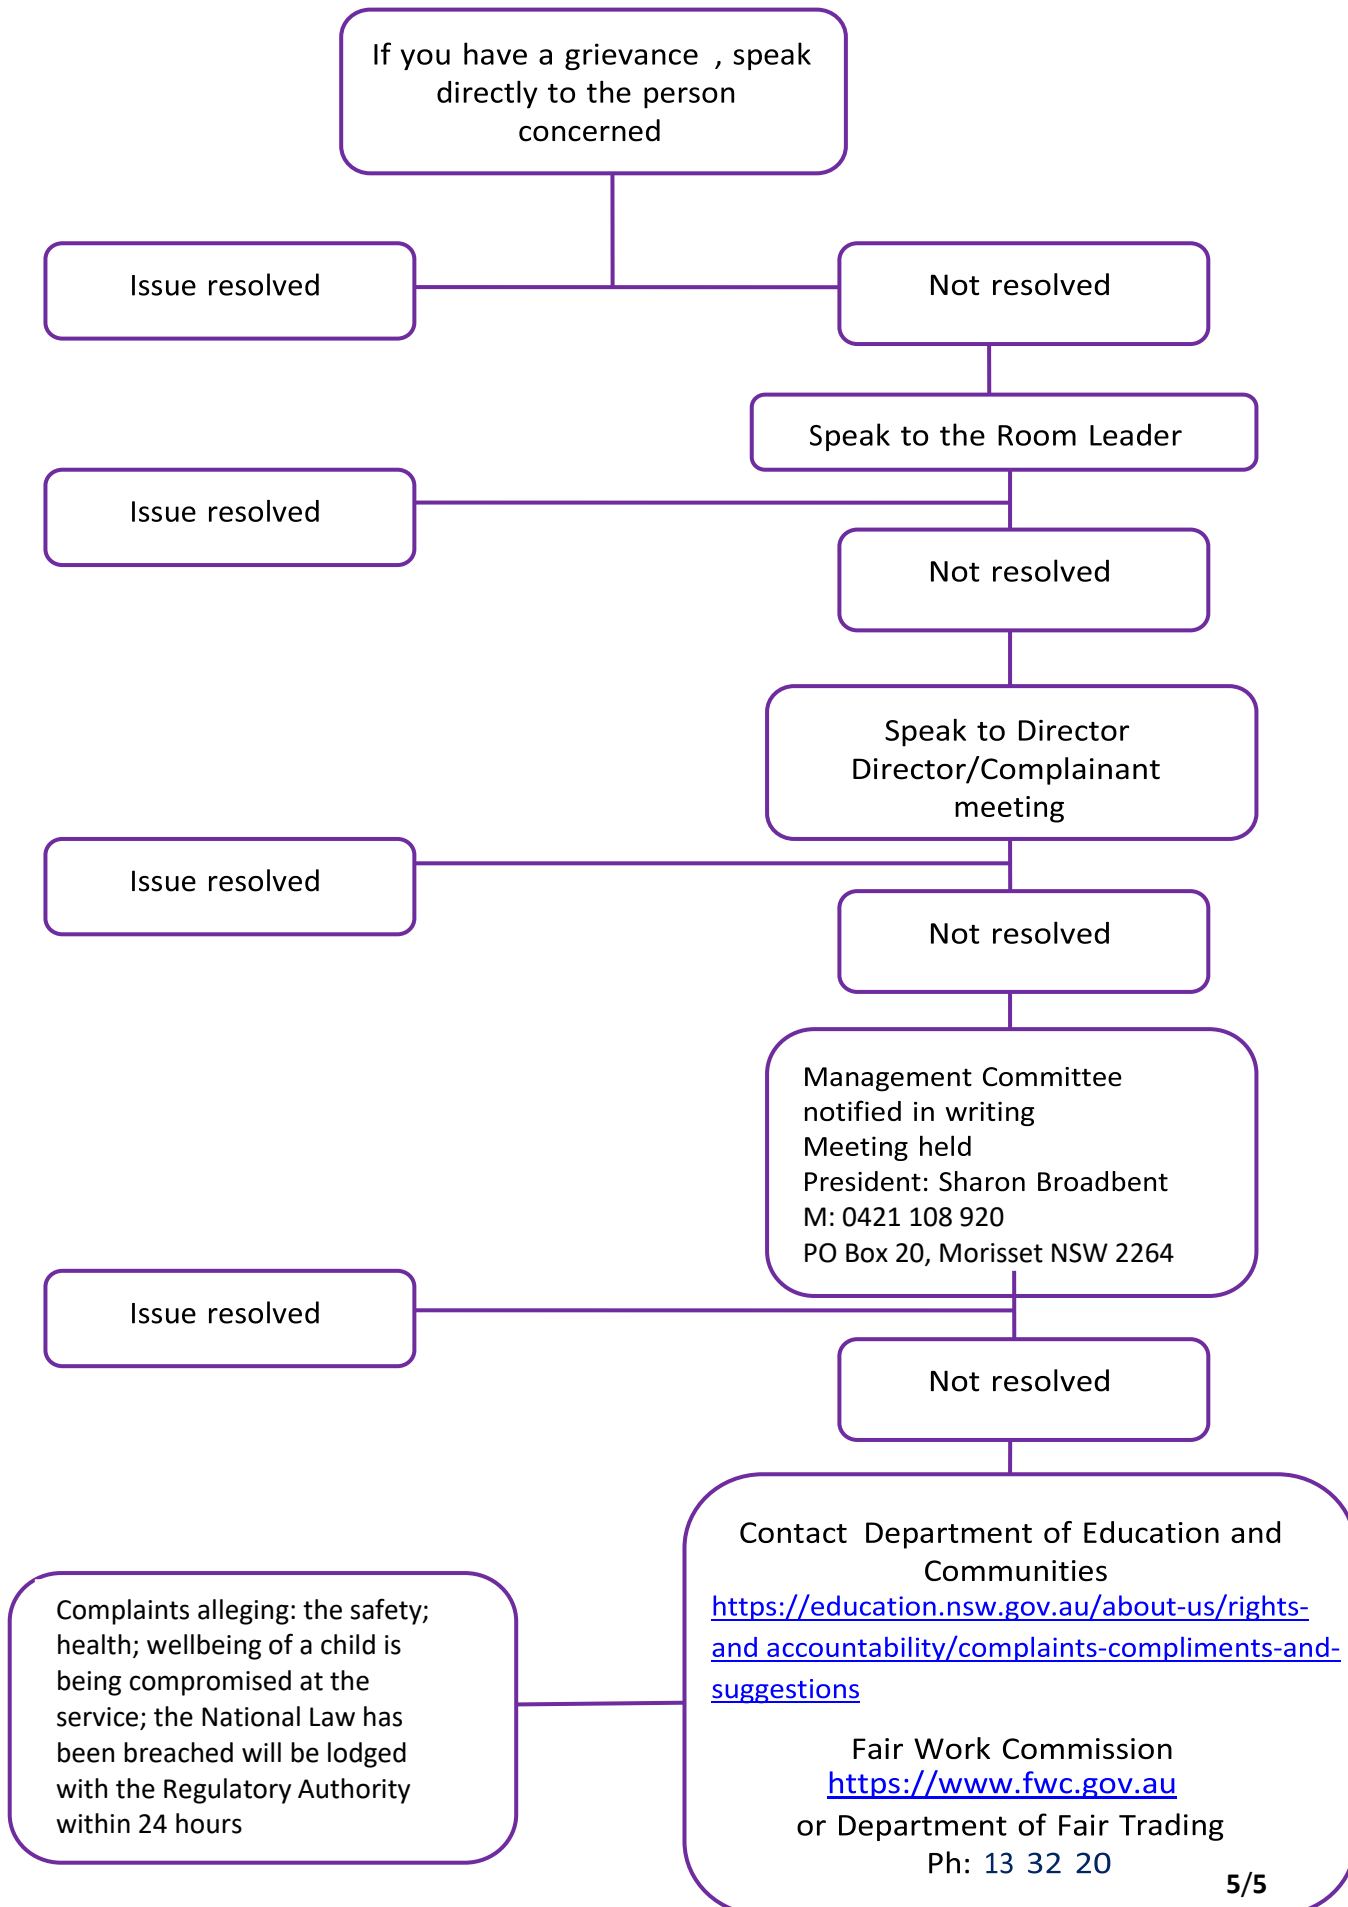 If you have a grievance , speak
directly to the person
concerned
Issue resolved
Not resolved
Speak to the Room Leader
Issue resolved
Not resolved
Speak to Director
Director/Complainant
meeting
Issue resolved
Not resolved
Management Committee
notified in writing
Meeting held
President: Sharon Broadbent
M: 0421 108 920
PO Box 20, Morisset NSW 2264
Issue resolved
Not resolved
Contact Department of Education and
Communities
https://education.nsw.gov.au/about-us/rights-
and accountability/complaints-compliments-and-
suggestions
Fair Work Commission
https://www.fwc.gov.au
or Department of Fair Trading
Ph: 13 32 20
Complaints alleging: the safety;
health; wellbeing of a child is
being compromised at the
service; the National Law has
been breached will be lodged
with the Regulatory Authority
within 24 hours
5/5